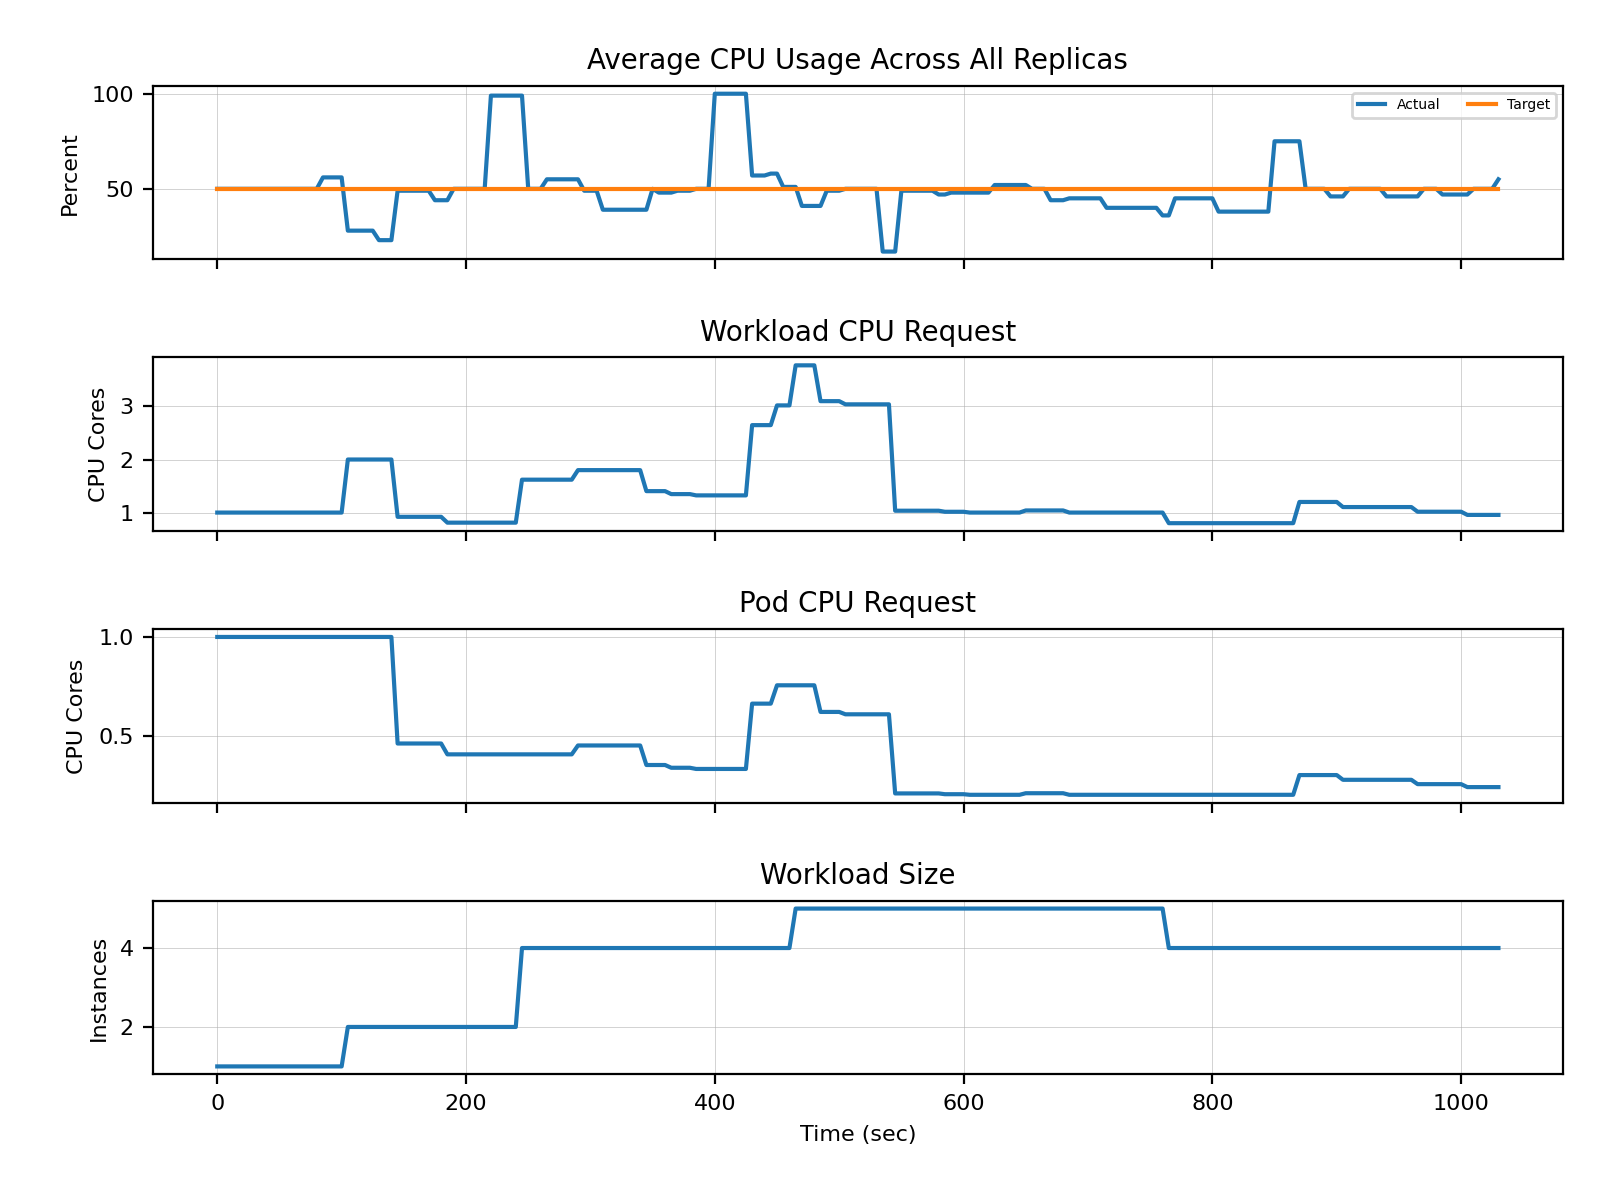 Average CPU Usage Across All Replicas
100
50
Percent
Actual
Target
Workload CPU Request
3
2
1
CPU Cores
Pod CPU Request
1.0
0.5
CPU Cores
Workload Size
4
2
Instances
0 200 400 600 800 1000
Time (sec)